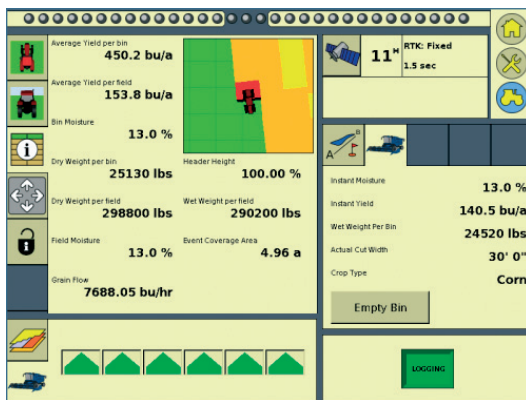 Average Yield per bin
450.2 bu/a
Average Yield per field
153.8 bu/a
Bin Moisture
13.0 %
Dry Weight per bin
25130 lbs
Header Height
100.00 %
Dry Weight per field
298800 lbs
Wet Weight per field
290200 lbs
Field Moisture
13.0 %
Event Coverage Area
4.96 a
Grain Flow
7688.05 bu/hr
i
11 H
RTK: Fixed
1.5 sec
A
Instant Moisture
13.0 %
Instant Yield
140.5 bu/a
Wet Weight Per Bin
24520 lbs
Actual Cut Width
30' 0"
Crop Type
Corn
Empty Bin
LOGGING